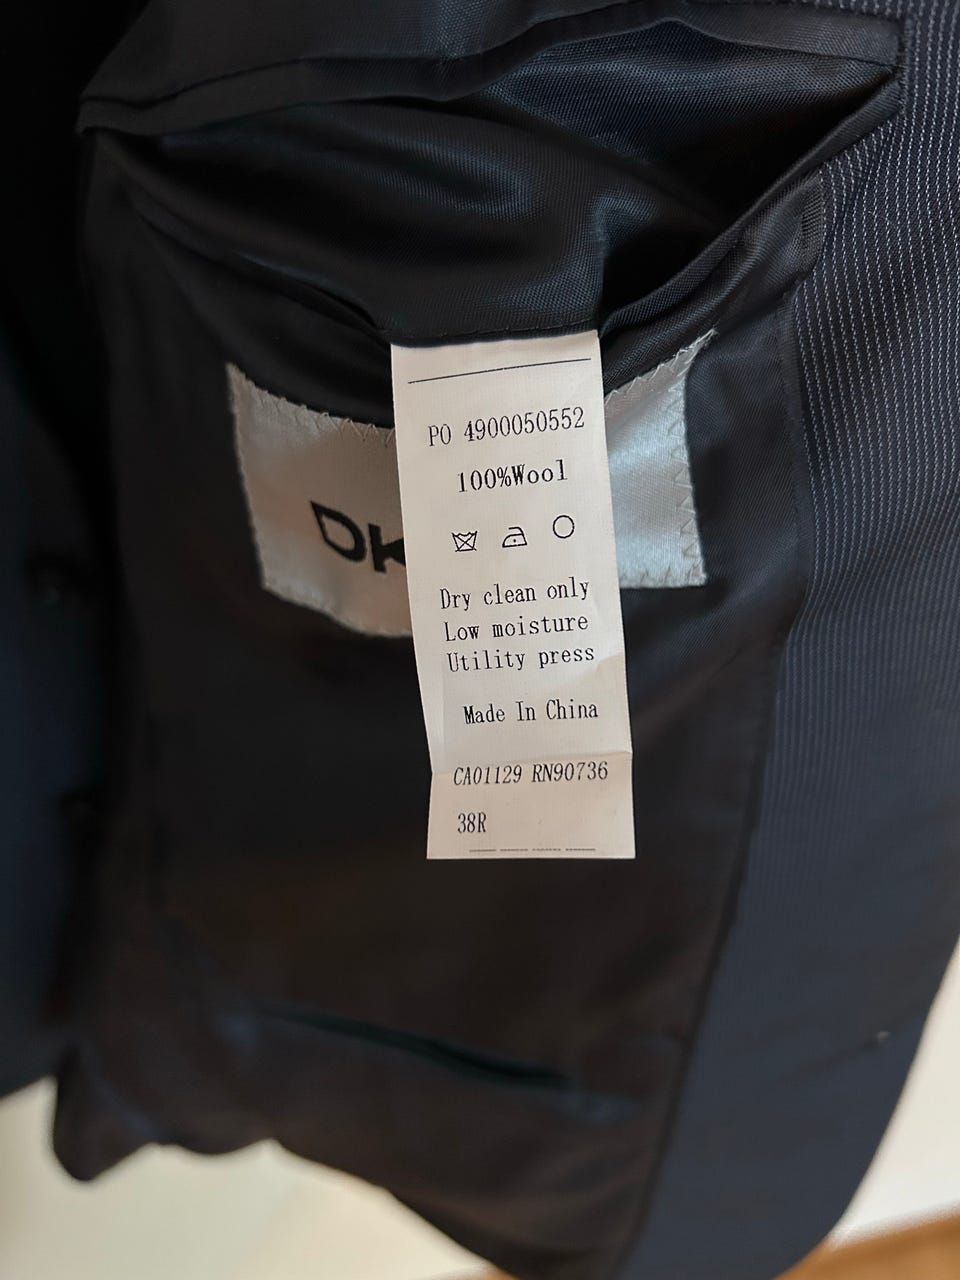 PO 4900050552
100%Wool
DK
Dry clean only
Low moisture
Utility press
Made In China
CA01129 RN90736
38R